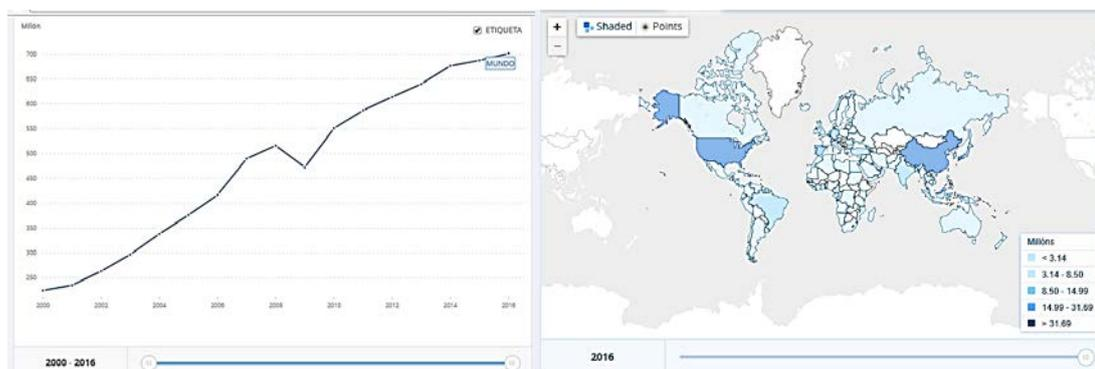 Millón
ETIQUETA
700
650
600
550
500
450
400
350
300
250
MUNDO
2000
2002
2004
2006
2008
2010
2012
2014
2016
2000 - 2016
+
−
Shaded
Points
Millóns
< 3.14
3.14 - 8.50
8.50 - 14.99
14.99 - 31.69
> 31.69
2016